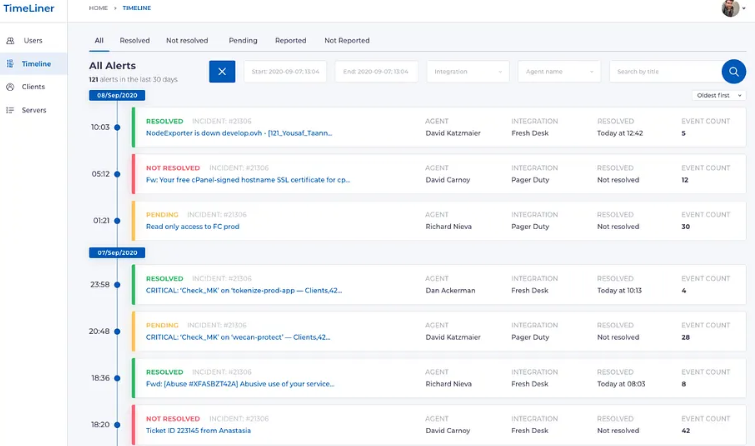 TimeLiner
HOME > TIMELINE
Users
Timeline
Clients
Servers
All Resolved Not resolved Pending Reported Not Reported
All Alerts
121 alerts in the last 30 days
Start: 2020-09-07, 13:04
End: 2020-09-07, 13:04
Integration
Agent name
Search by title
08/Sep/2020
Oldest first
10:03
RESOLVED INCIDENT: #21306
NodeExporter is down develop.ovh - [121_Yousaf_Taann...
AGENT INTEGRATION RESOLVED EVENT COUNT
David Katzmaier Fresh Desk Today at 12:42 5
05:12
NOT RESOLVED INCIDENT: #21306
Fw: Your free cPanel-signed hostname SSL certificate for cp...
AGENT INTEGRATION RESOLVED EVENT COUNT
David Carnoy Pager Duty Not resolved 12
01:21
PENDING INCIDENT: #21306
Read only access to FC prod
AGENT INTEGRATION RESOLVED EVENT COUNT
Richard Nieva Pager Duty Not resolved 30
07/Sep/2020
23:58
RESOLVED INCIDENT: #21306
CRITICAL: 'Check_MK' on 'tokenize-prod-app — Clients,42...
AGENT INTEGRATION RESOLVED EVENT COUNT
Dan Ackerman Fresh Desk Today at 10:13 4
20:48
PENDING INCIDENT: #21306
CRITICAL: 'Check_MK' on 'wecan-protect' — Clients,42...
AGENT INTEGRATION RESOLVED EVENT COUNT
David Katzmaier Pager Duty Not resolved 28
18:36
RESOLVED INCIDENT: #21306
Fwd: [Abuse #XFASBZT42A] Abusive use of your service...
AGENT INTEGRATION RESOLVED EVENT COUNT
Richard Nieva Fresh Desk Today at 08:03 8
18:20
NOT RESOLVED INCIDENT: #21306
Ticket ID 223145 from Anastasia
AGENT INTEGRATION RESOLVED EVENT COUNT
David Carnoy Fresh Desk Not resolved 42